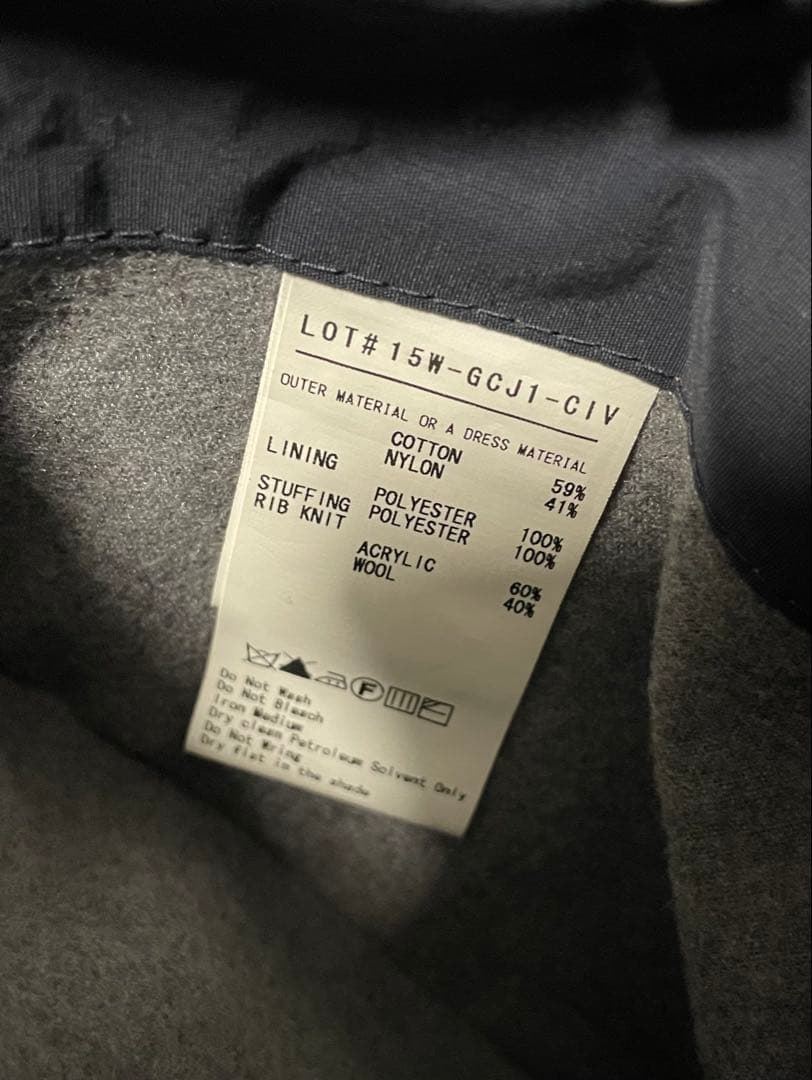 LOT# 15W-GCJ1-CIV
OUTER MATERIAL OR A DRESS MATERIAL
COTTON 59%
NYLON 41%
LINING
POLYESTER 100%
STUFFING POLYESTER 100%
RIB KNIT
ACRYLIC 60%
WOOL 40%
F
Do Not Wash
Do Not Bleach
Iron Medium
Dry clean Petroleum Solvent Only
Do Not Wring
Dry flat in the shade